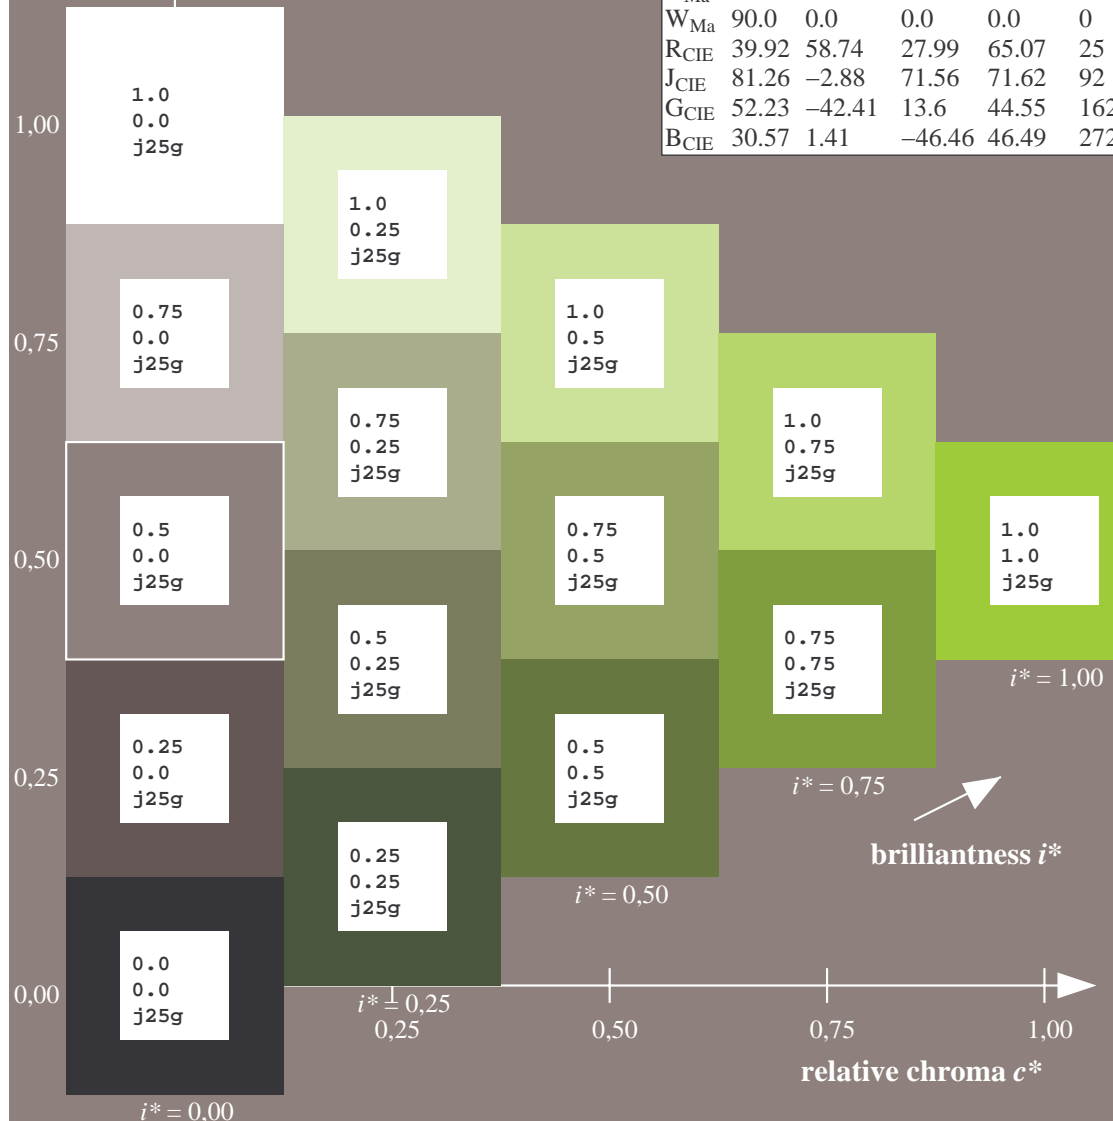 W Ma 90.0 0.0 0.0 0.0 0
R CIE 39.92 58.74 27.99 65.07 25
J CIE 81.26 −2.88 71.56 71.62 92
G CIE 52.23 −42.41 13.6 44.55 162
B CIE 30.57 1.41 −46.46 46.49 272
1,00
1.0
0.0
j25g
1.0
0.25
j25g
0,75
0.75
0.0
j25g
1.0
0.5
j25g
0.75
0.25
j25g
1.0
0.75
j25g
0,50
0.5
0.0
j25g
0.75
0.5
j25g
1.0
1.0
j25g
0.5
0.25
j25g
0.75
0.75
j25g
i* = 1,00
0,25
0.25
0.0
j25g
0.5
0.5
j25g
i* = 0,75
brilliantness i*
0.25
0.25
j25g
i* = 0,50
0,00
0.0
0.0
j25g
i* = 0,25
0,25 0,50 0,75 1,00
relative chroma c*
i* = 0,00